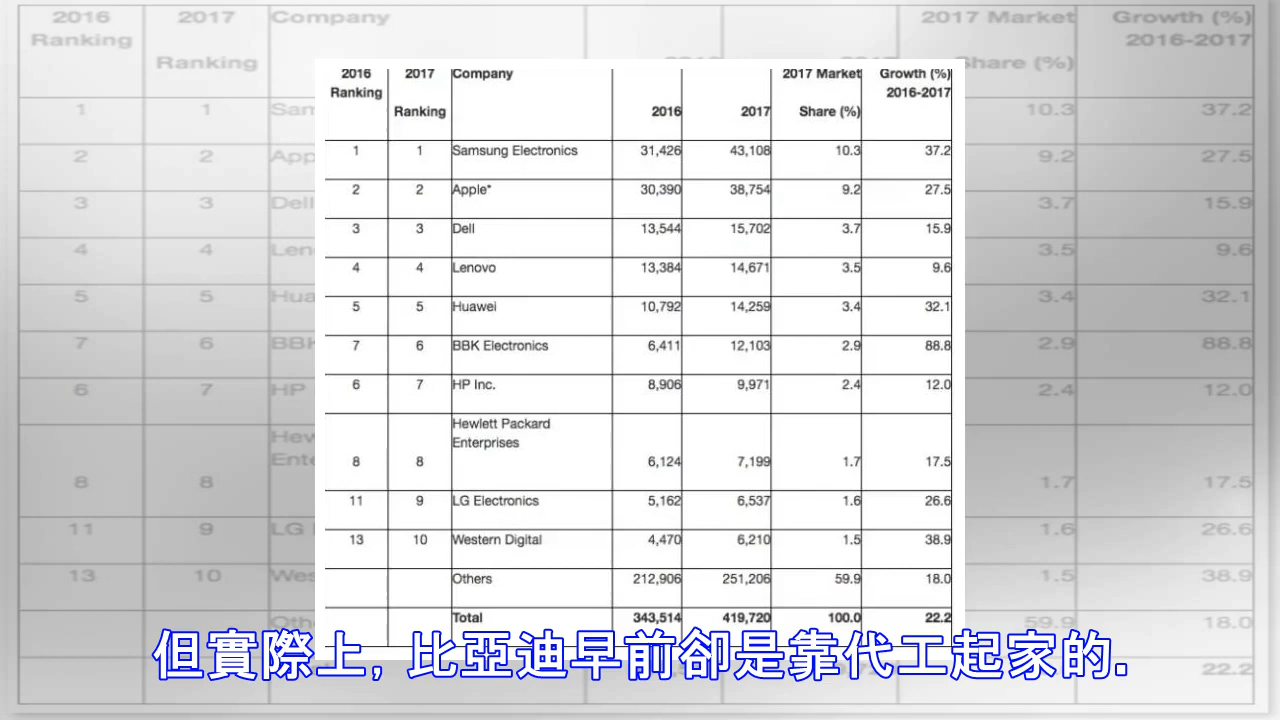 2016 Ranking	2017 Ranking	Company	2016	2017	2017 Market Share (%)	Growth (%) 2016-2017
1	1	Samsung Electronics	31,426	43,108	10.3	37.2
2	2	Apple*	30,390	38,754	9.2	27.5
3	3	Dell	13,544	15,702	3.7	15.9
4	4	Lenovo	13,384	14,671	3.5	9.6
5	5	Huawei	10,792	14,259	3.4	32.1
7	6	BBK Electronics	6,411	12,103	2.9	88.8
6	7	HP Inc.	8,906	9,971	2.4	12.0
8	8	Hewlett Packard Enterprises	6,124	7,199	1.7	17.5
11	9	LG Electronics	5,162	6,537	1.6	26.6
13	10	Western Digital	4,470	6,210	1.5	38.9
Others	212,906	251,206	59.9	18.0
Total	343,514	419,720	100.0	22.2
但實際上, 比亞迪早前卻是靠代工起家的.